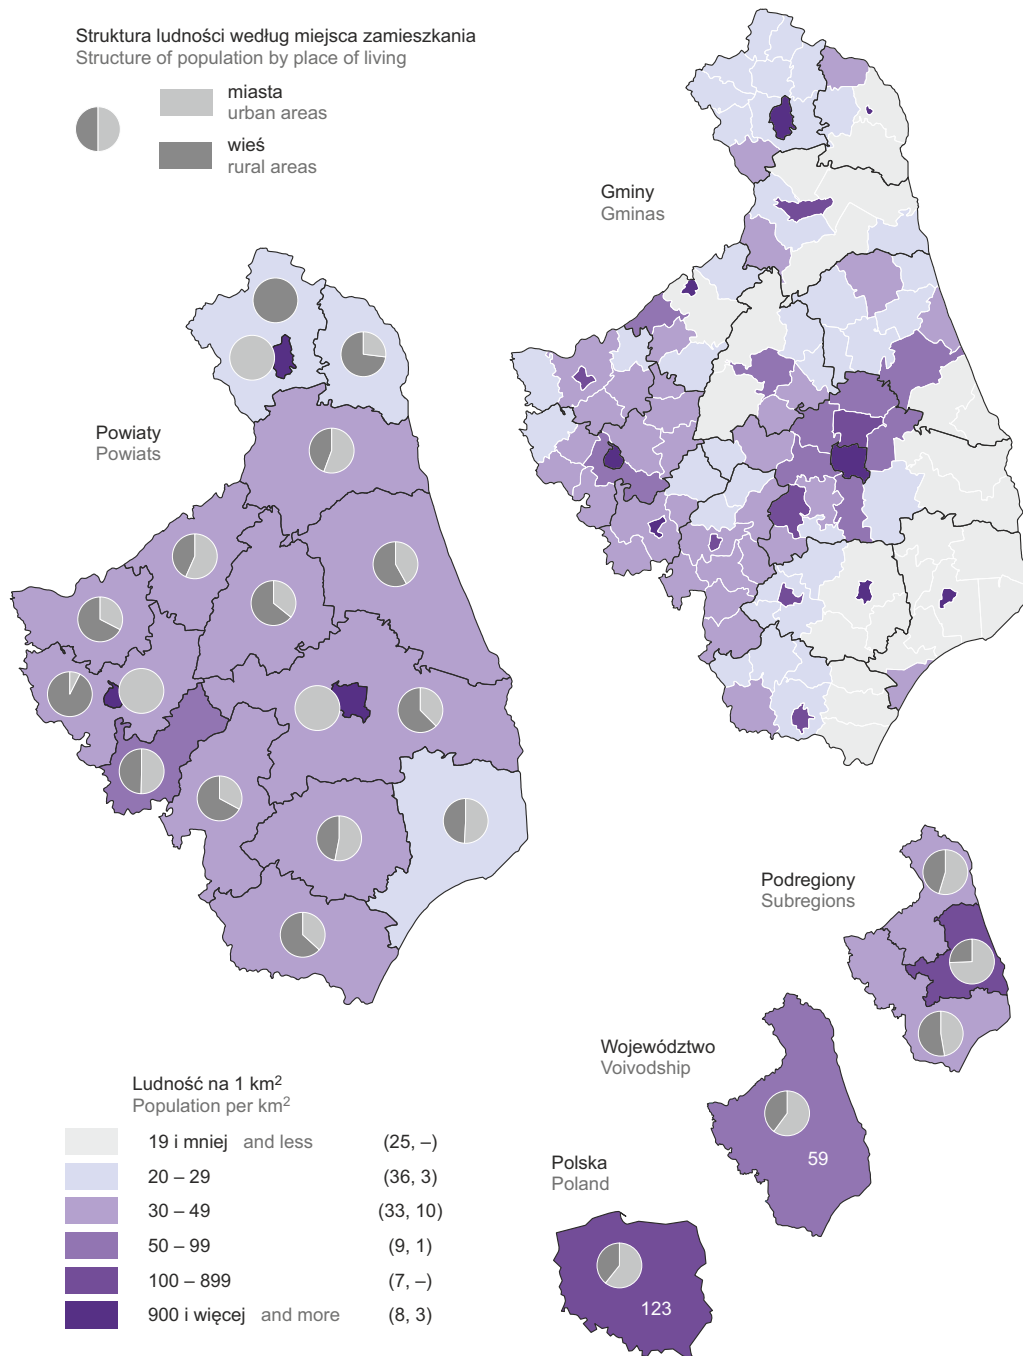 Struktura ludności według miejsca zamieszkania
Structure of population by place of living
miasta
urban areas
wieś
rural areas
Gminy
Gminas
Powiaty
Powiats
Podregiony
Subregions
Województwo
Voivodship
59
Polska
Poland
123
Ludność na 1 km²
Population per km²
19 i mniej and less (25, –)
20 – 29 (36, 3)
30 – 49 (33, 10)
50 – 99 (9, 1)
100 – 899 (7, –)
900 i więcej and more (8, 3)